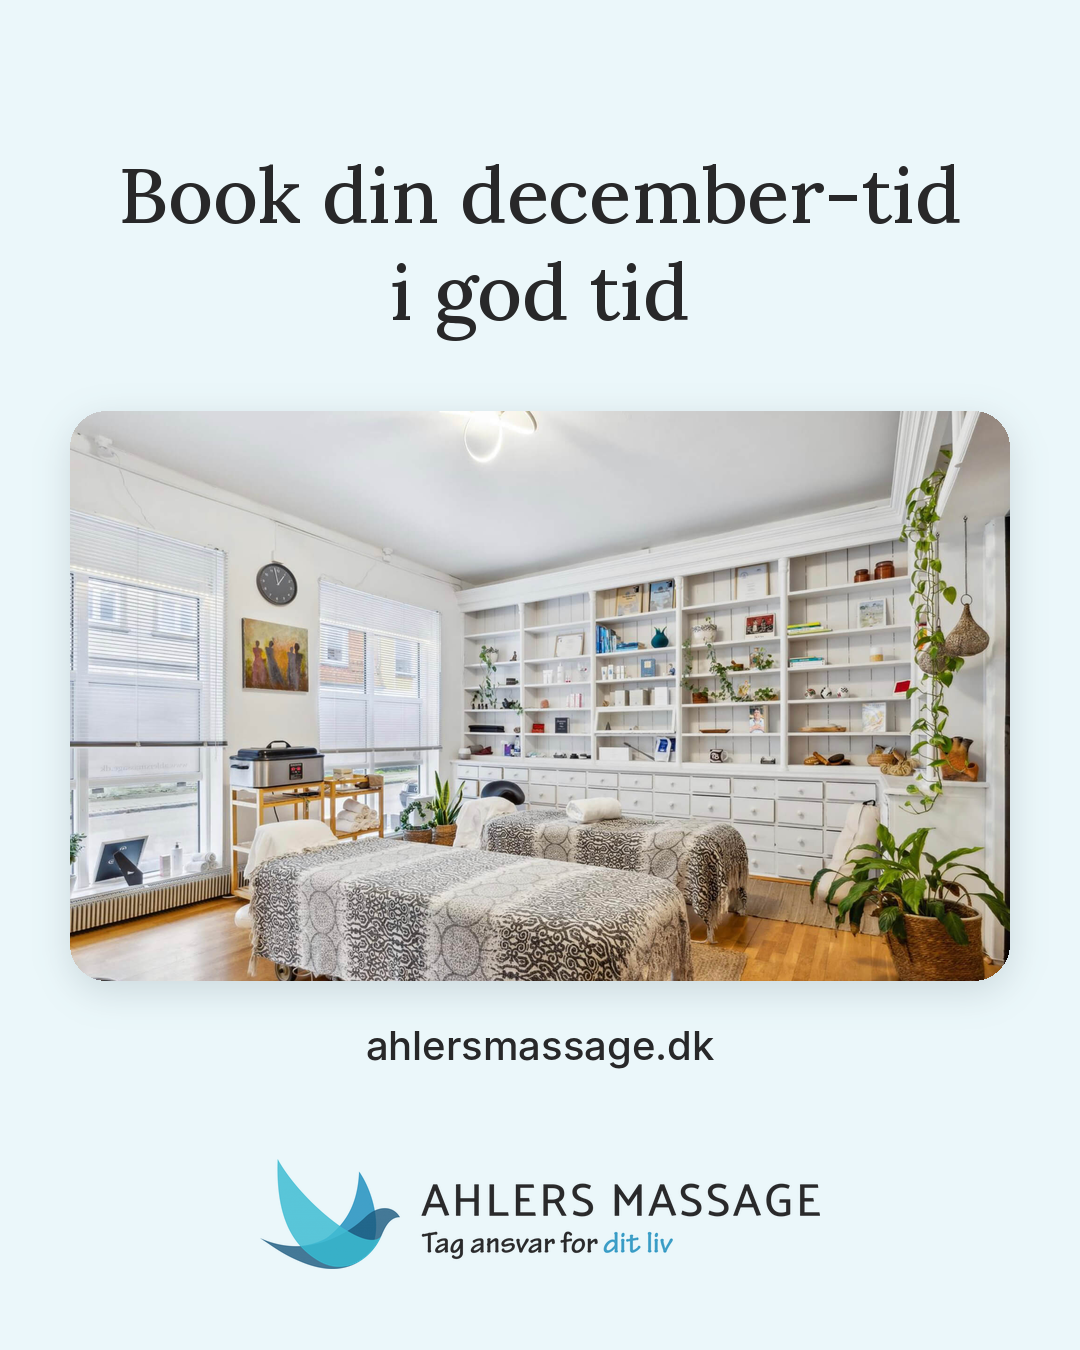 Book din december-tid
i god tid
ahlersmassage.dk
AHLERS MASSAGE
Tag ansvar for dit liv